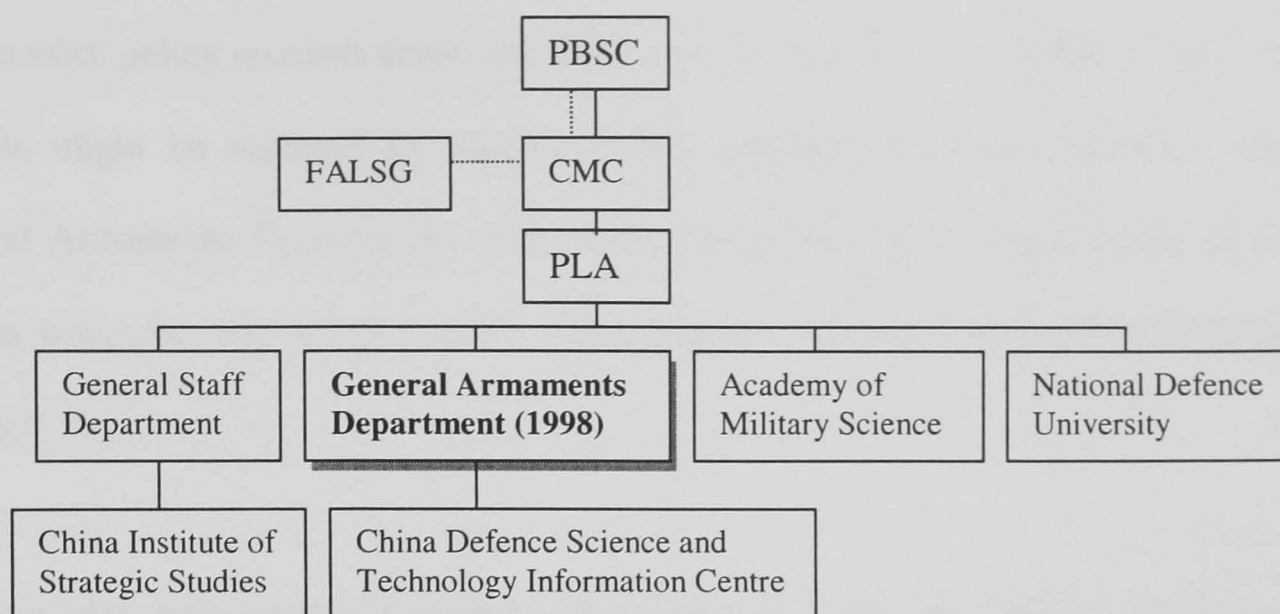 PBSC
FALSG
CMC
PLA
General Staff
Department
General Armaments
Department (1998)
Academy of
Military Science
National Defence
University
China Institute of
Strategic Studies
China Defence Science and
Technology Information Centre